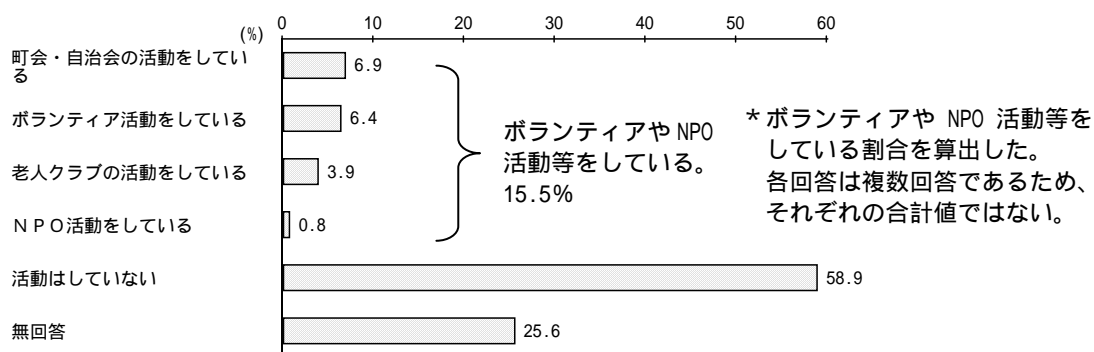 0 10 20 30 40 50 60
(%)
町会・自治会の活動をしてい
る
6.9
ボランティア活動をしている
6.4
老人クラブの活動をしている
3.9
NPO活動をしている
0.8
活動はしていない
58.9
無回答
25.6
ボランティアや NPO
活動等をしている。
15.5%
*ボランティアや NPO 活動等を
している割合を算出した。
各回答は複数回答であるため、
それぞれの合計値ではない。